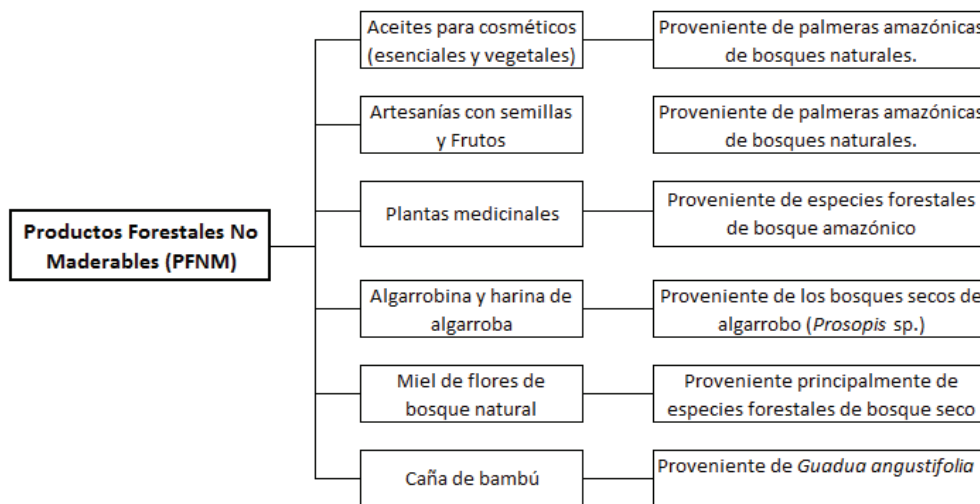 Productos Forestales No
Maderables (PFNM)
Aceites para cosméticos
(esenciales y vegetales)
Proveniente de palmeras amazónicas
de bosques naturales.
Artesanías con semillas
y Frutos
Proveniente de palmeras amazónicas
de bosques naturales.
Plantas medicinales
Proveniente de especies forestales
de bosque amazónico
Algarrobina y harina de
algarroba
Proveniente de los bosques secos de
algarrobo (Prosopis sp.)
Miel de flores de
bosque natural
Proveniente principalmente de
especies forestales de bosque seco
Caña de bambú
Proveniente de Guadua angustifolia